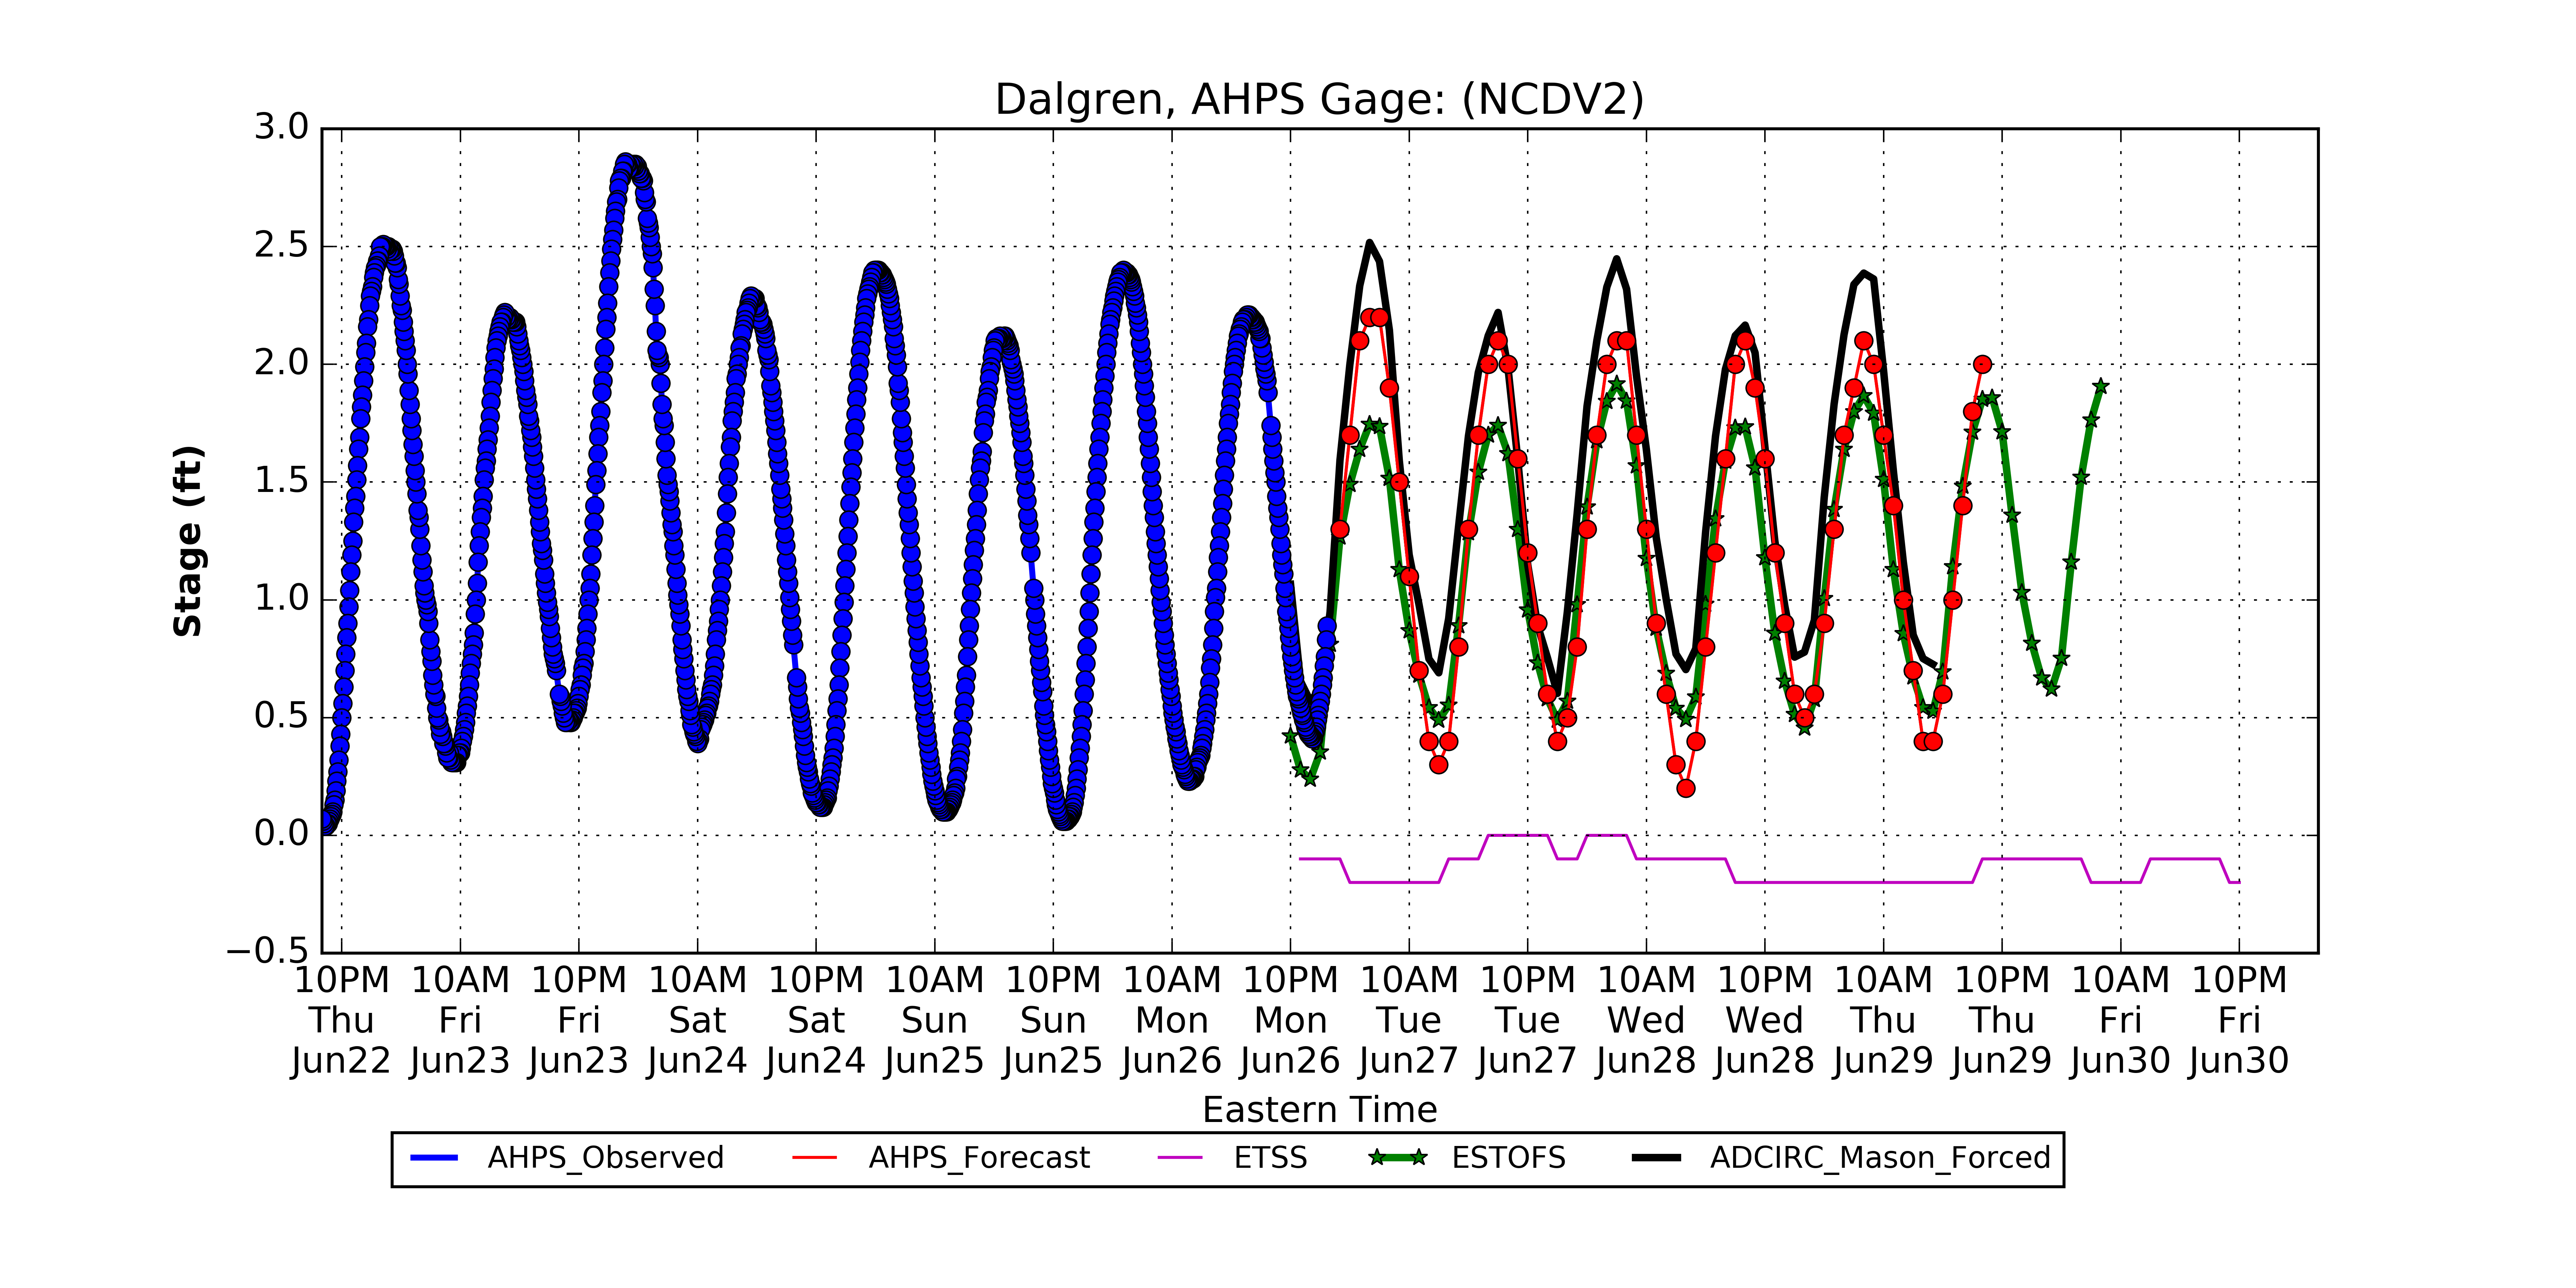 Dalgren, AHPS Gage: (NCDV2)
3.0
2.5
2.0
1.5
1.0
0.5
0.0
−0.5
Stage (ft)
10PM 10AM 10PM 10AM 10PM 10AM 10PM 10AM 10PM 10AM 10PM 10AM 10PM 10AM 10PM 10AM 10PM
Thu Fri Fri Sat Sat Sun Sun Mon Mon Tue Tue Wed Wed Thu Thu Fri Fri
Jun22 Jun23 Jun23 Jun24 Jun24 Jun25 Jun25 Jun26 Jun26 Jun27 Jun27 Jun28 Jun28 Jun29 Jun29 Jun30 Jun30
Eastern Time
AHPS_Observed AHPS_Forecast ETSS ESTOFS ADCIRC_Mason_Forced